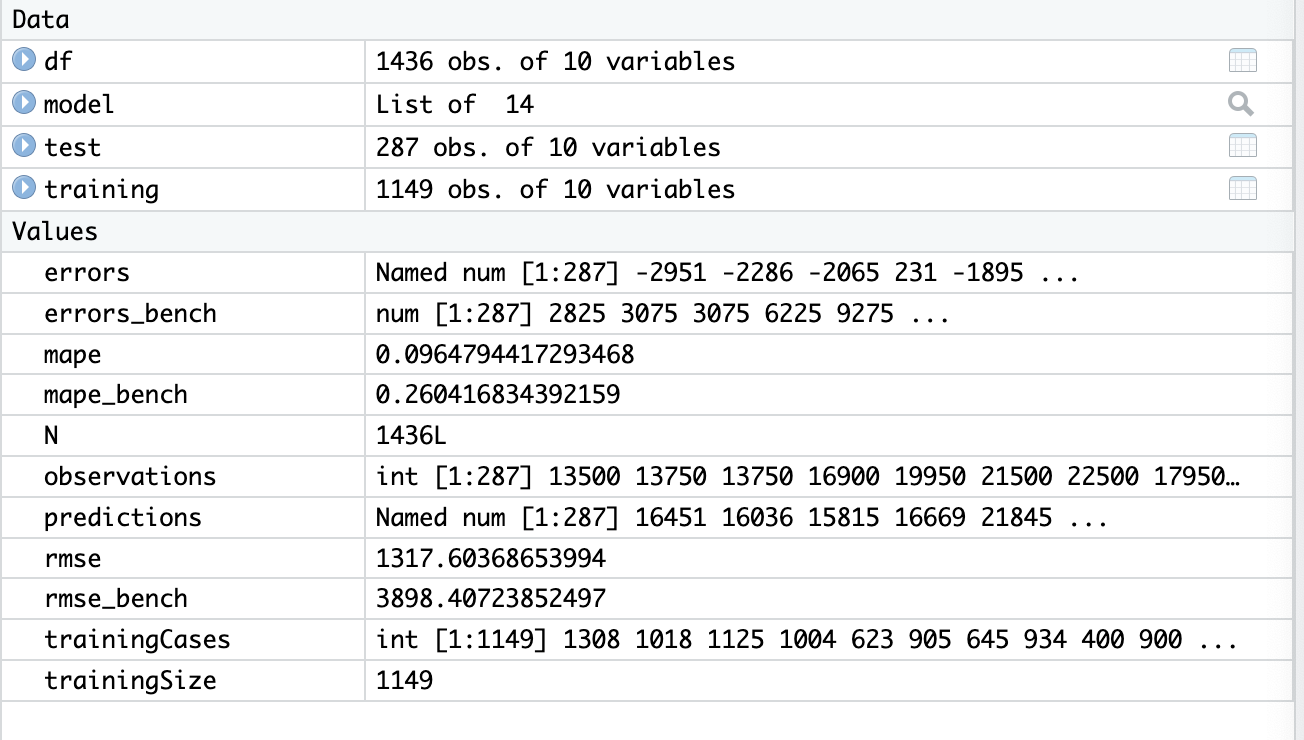 Data
df 1436 obs. of 10 variables
model List of  14
test 287 obs. of 10 variables
training 1149 obs. of 10 variables
Values
errors Named num [1:287] -2951 -2286 -2065 231 -1895 ...
errors_bench num [1:287] 2825 3075 3075 6225 9275 ...
mape 0.0964794417293468
mape_bench 0.260416834392159
N 1436L
observations int [1:287] 13500 13750 13750 16900 19950 21500 22500 17950…
predictions Named num [1:287] 16451 16036 15815 16669 21845 ...
rmse 1317.60368653994
rmse_bench 3898.40723852497
trainingCases int [1:1149] 1308 1018 1125 1004 623 905 645 934 400 900 ...
trainingSize 1149